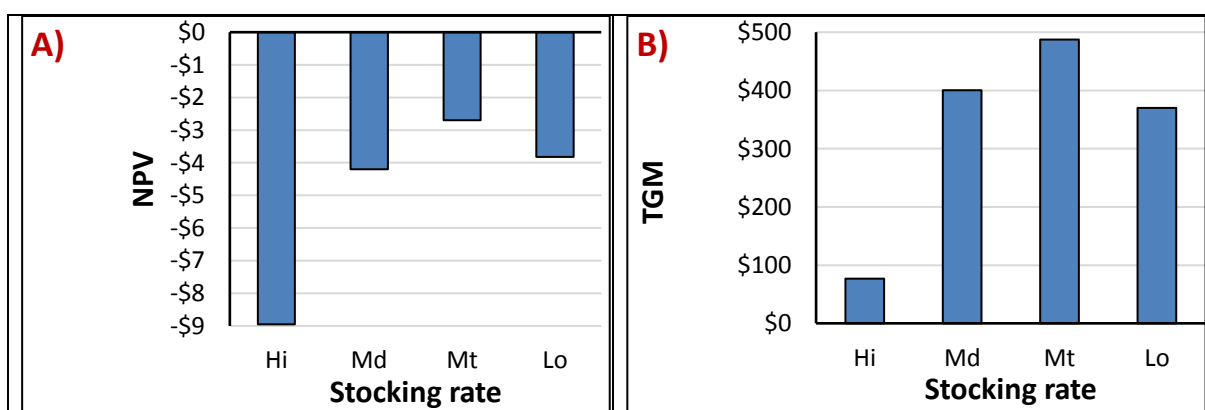 A)
NPV
$0
-$1
-$2
-$3
-$4
-$5
-$6
-$7
-$8
-$9
Hi Md Mt Lo
Stocking rate
B)
TGM
$500
$400
$300
$200
$100
$0
Hi Md Mt Lo
Stocking rate